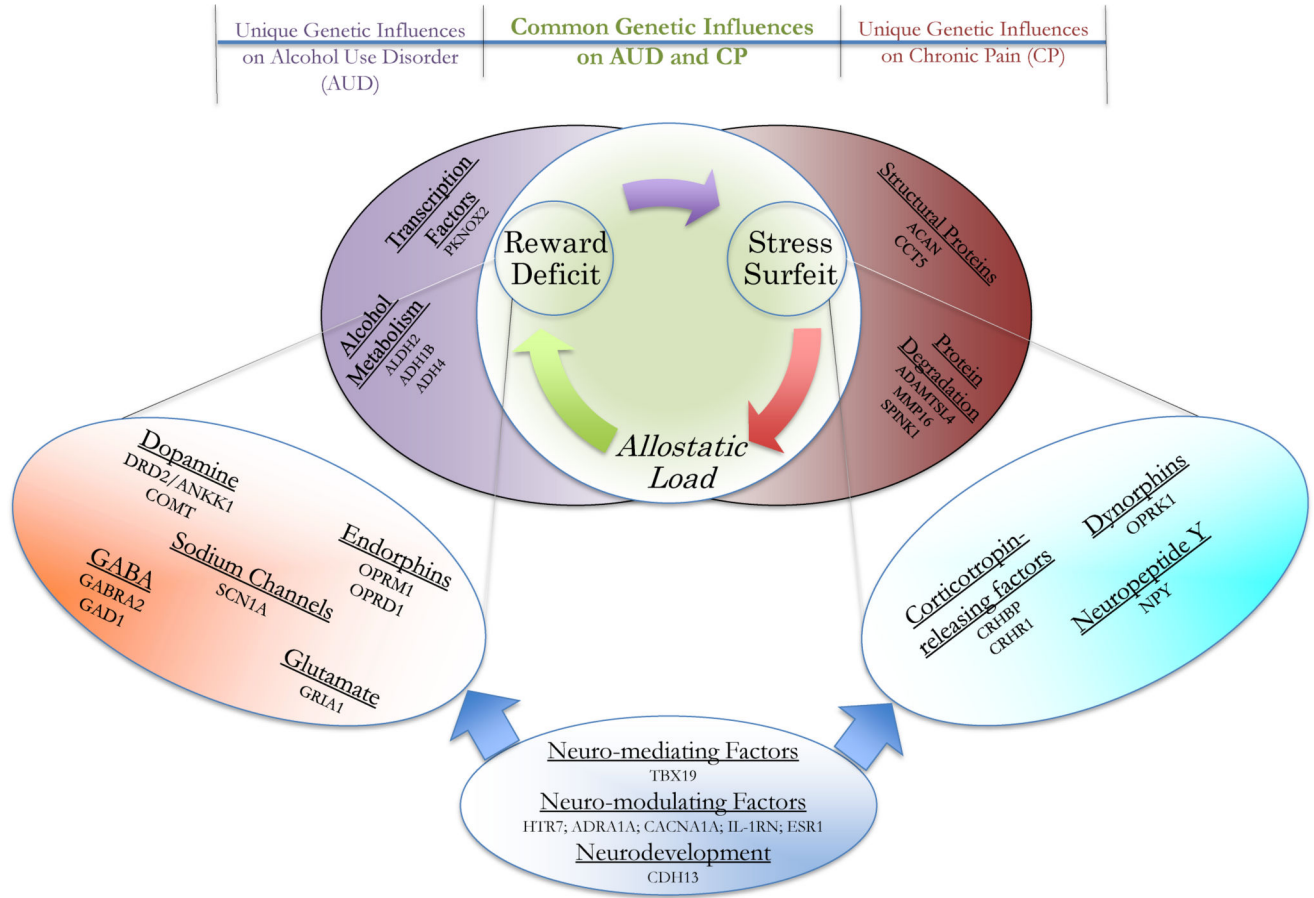 Unique Genetic Influences
on Alcohol Use Disorder
(AUD)
Common Genetic Influences
on AUD and CP
Unique Genetic Influences
on Chronic Pain (CP)
Transcription
Factors
PKNOX2
Alcohol
Metabolism
ALDH2
ADH1B
ADH4
Reward
Deficit
Stress
Surfeit
Allostatic
Load
Structural Proteins
ACAN
CCT5
Protein
Degradation
ADAMTSL4
MMP16
SPINK1
Dopamine
DRD2/ANKK1
COMT
GABA
GABRA2
GAD1
Sodium Channels
SCN1A
Endorphins
OPRM1
OPRD1
Glutamate
GRIA1
Corticotropin-
releasing factors
CRHBP
CRHR1
Dynorphins
OPRK1
Neuropeptide Y
NPY
Neuro-mediating Factors
TBX19
Neuro-modulating Factors
HTR7; ADRA1A; CACNA1A; IL-1RN; ESR1
Neurodevelopment
CDH13